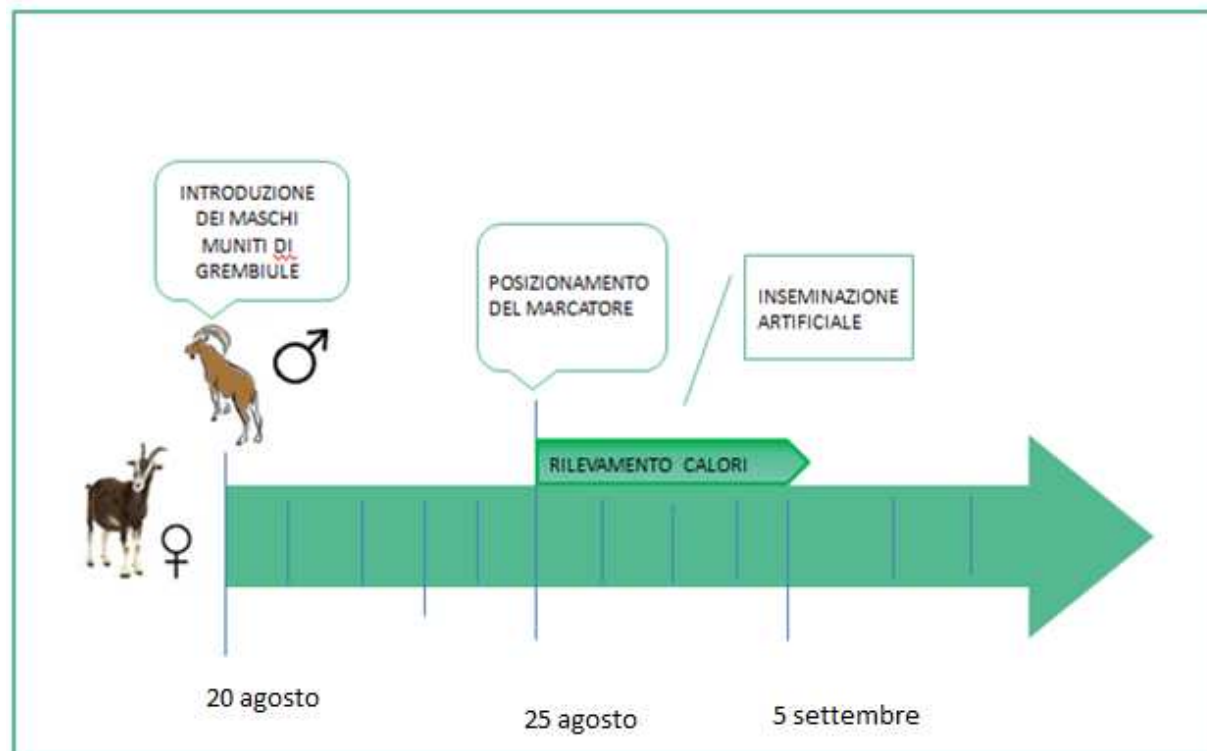 INTRODUZIONE
DEI MASCHI
MUNITI DI
GREMBIULE
POSIZIONAMENTO
DEL MARCATORE
INSEMINAZIONE
ARTIFICIALE
RILEVAMENTO CALORI
20 agosto
25 agosto
5 settembre